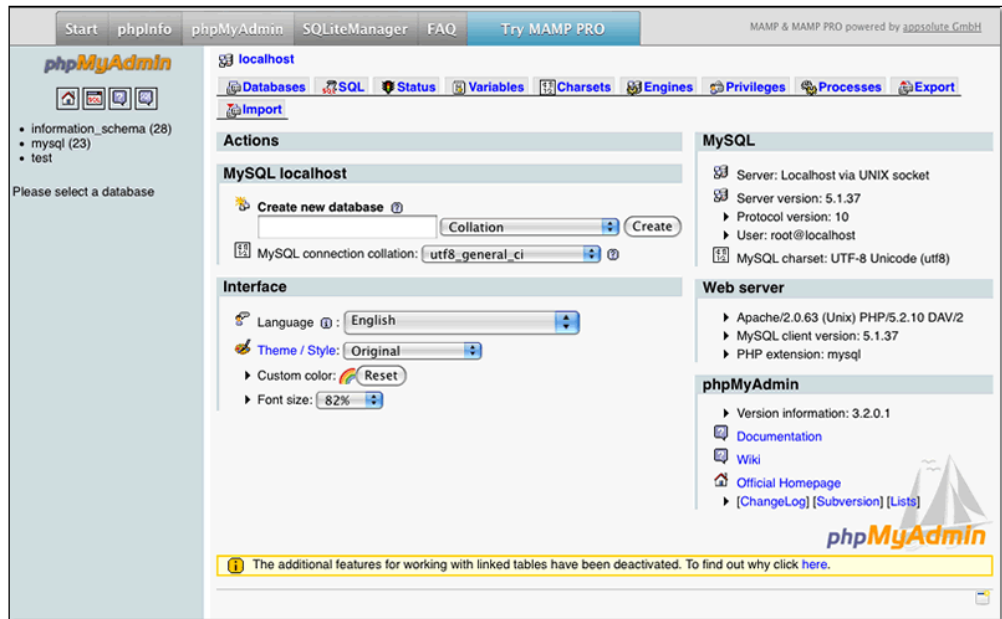 Start phpInfo phpMyAdmin SQLiteManager FAQ Try MAMP PRO MAMP & MAMP PRO powered by appsolute GmbH
phpMyAdmin
information_schema (28)
mysql (23)
test
Please select a database
localhost
Databases SQL Status Variables Charsets Engines Privileges Processes Export
Import
Actions
MySQL localhost
Create new database
Collation Create
MySQL connection collation: utf8_general_ci
Interface
Language : English
Theme / Style: Original
Custom color: Reset
Font size: 82%
MySQL
Server: Localhost via UNIX socket
Server version: 5.1.37
Protocol version: 10
User: root@localhost
MySQL charset: UTF-8 Unicode (utf8)
Web server
Apache/2.0.63 (Unix) PHP/5.2.10 DAV/2
MySQL client version: 5.1.37
PHP extension: mysql
phpMyAdmin
Version information: 3.2.0.1
Documentation
Wiki
Official Homepage
[ChangeLog] [Subversion] [Lists]
phpMyAdmin
The additional features for working with linked tables have been deactivated. To find out why click here.